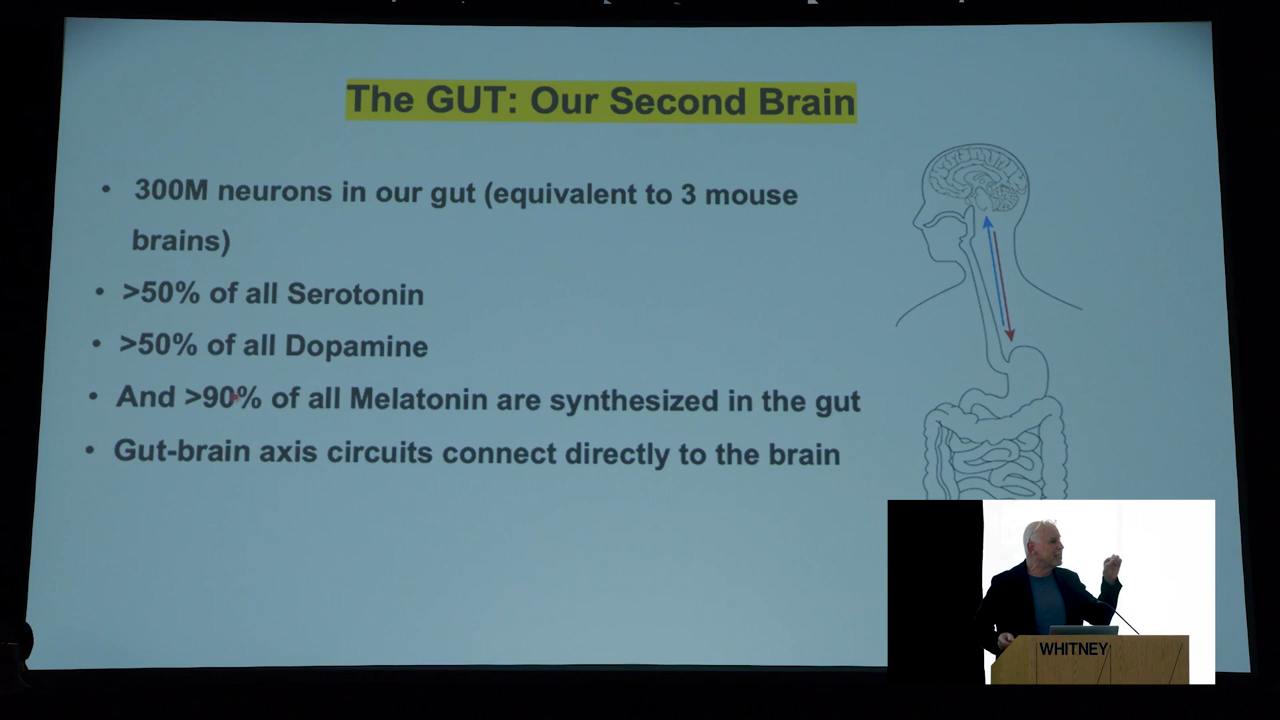 The GUT: Our Second Brain
• 300M neurons in our gut (equivalent to 3 mouse
brains)
• >50% of all Serotonin
• >50% of all Dopamine
• And >90% of all Melatonin are synthesized in the gut
• Gut-brain axis circuits connect directly to the brain
WHITNEY